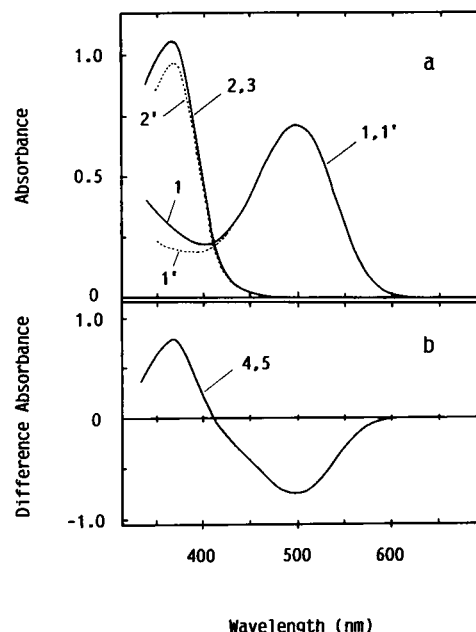 a
1.0
0.5
0
Absorbance
2,3
2'
1,1'
1
1'
b
1.0
0
-1.0
Difference Absorbance
4,5
400 500 600
Wavelength (nm)